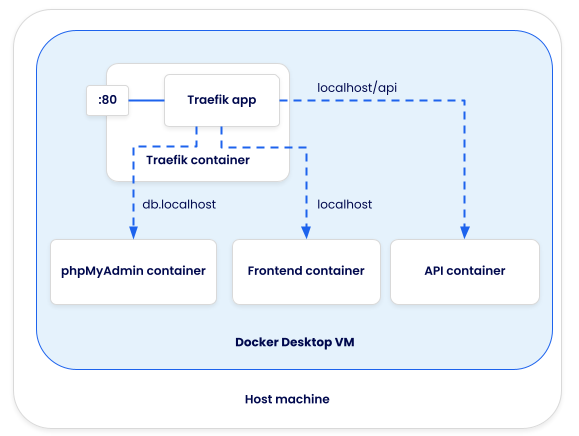 localhost/api
:80
Traefik app
Traefik container
db.localhost
localhost
phpMyAdmin container
Frontend container
API container
Docker Desktop VM
Host machine